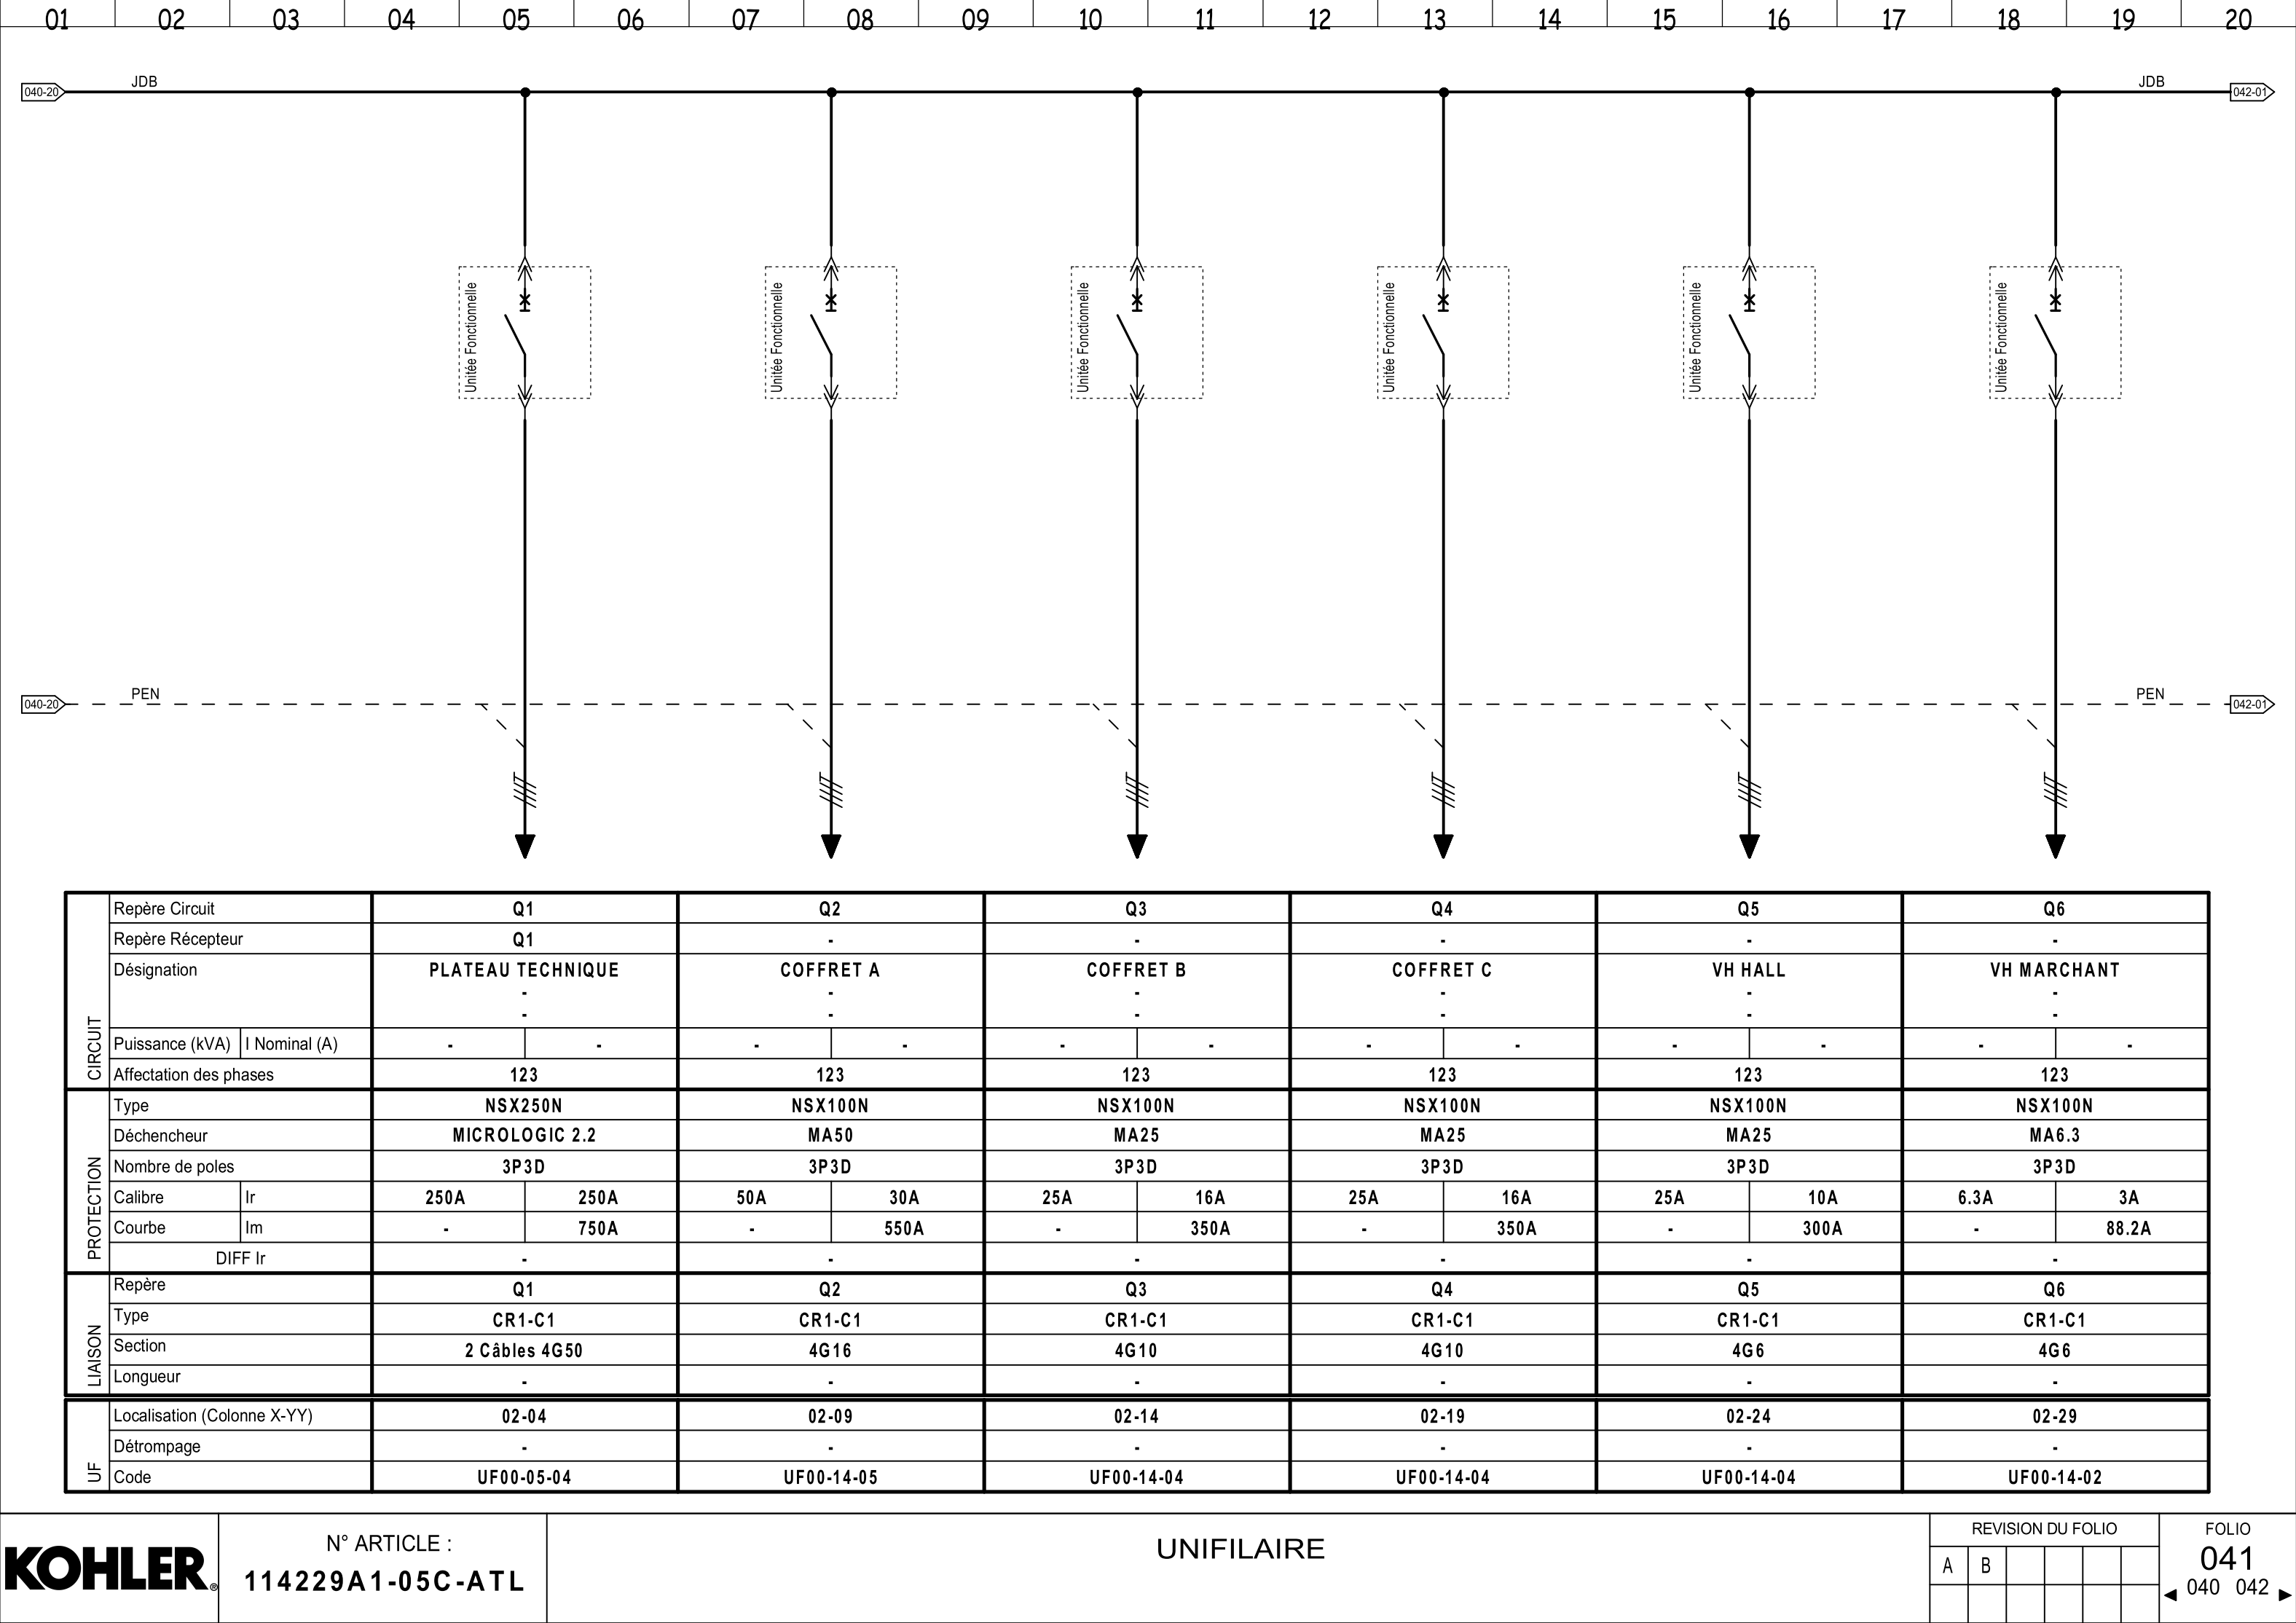 01 02 03 04 05 06 07 08 09 10 11 12 13 14 15 16 17 18 19 20
JDB JDB
040-20 042-01
Unitée Fonctionnelle Unitée Fonctionnelle Unitée Fonctionnelle Unitée Fonctionnelle Unitée Fonctionnelle Unitée Fonctionnelle
PEN PEN
040-20 042-01
CIRCUIT
Repère Circuit Q1 Q2 Q3 Q4 Q5 Q6
Repère Récepteur Q1 - - - - -
Désignation PLATEAU TECHNIQUE COFFRET A COFFRET B COFFRET C VH HALL VH MARCHANT
- - - - - -
- - - - - -
Puissance (kVA) I Nominal (A) - - - - - - - - - - - -
Affectation des phases 123 123 123 123 123 123
PROTECTION
Type NSX250N NSX100N NSX100N NSX100N NSX100N NSX100N
Déchencheur MICROLOGIC 2.2 MA50 MA25 MA25 MA25 MA6.3
Nombre de poles 3P3D 3P3D 3P3D 3P3D 3P3D 3P3D
Calibre Ir 250A 250A 50A 30A 25A 16A 25A 16A 25A 10A 6.3A 3A
Courbe Im - 750A - 550A - 350A - 350A - 300A - 88.2A
DIFF Ir - - - - - -
LIAISON
Repère Q1 Q2 Q3 Q4 Q5 Q6
Type CR1-C1 CR1-C1 CR1-C1 CR1-C1 CR1-C1 CR1-C1
Section 2 Câbles 4G50 4G16 4G10 4G10 4G6 4G6
Longueur - - - - - -
UF
Localisation (Colonne X-YY) 02-04 02-09 02-14 02-19 02-24 02-29
Détrompage - - - - - -
Code UF00-05-04 UF00-14-05 UF00-14-04 UF00-14-04 UF00-14-04 UF00-14-02
KOHLER®
N° ARTICLE :
114229A1-05C-ATL
UNIFILAIRE
REVISION DU FOLIO
A B
FOLIO
041
040 042